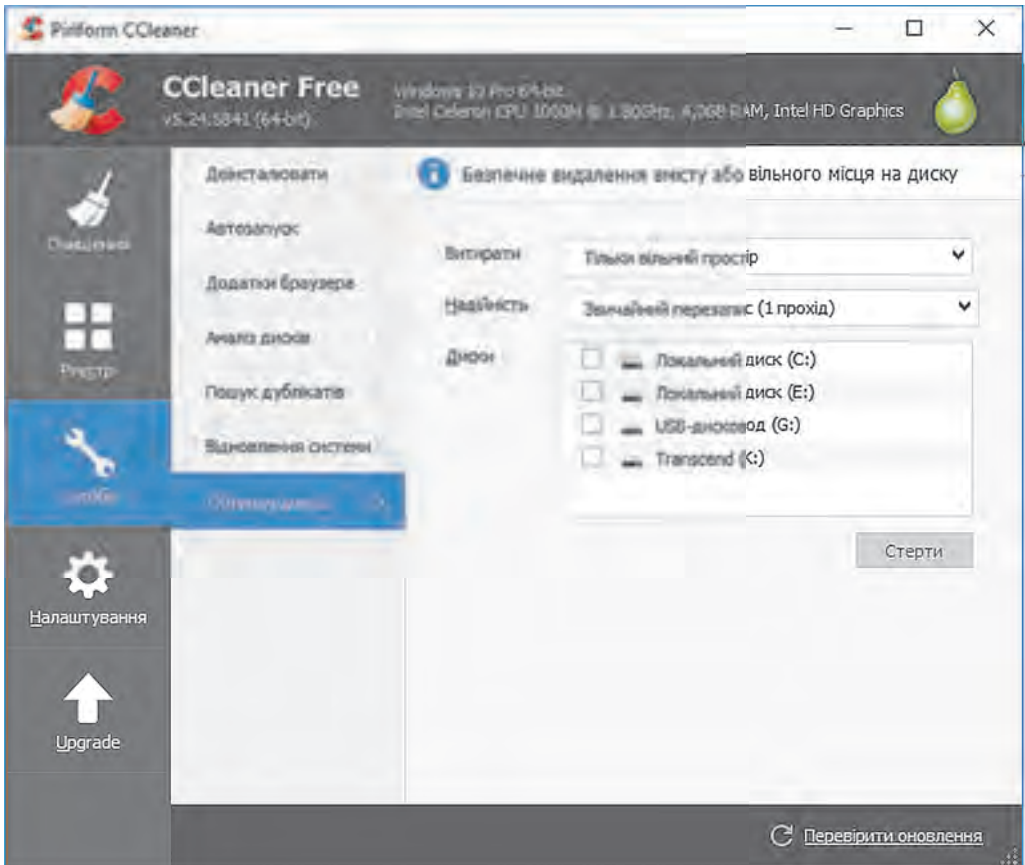 Piriform CCleaner
CCleaner Free
v5.24.5841 (64-bit)
Windows 10 Pro 64-bit
Intel Celeron CPU 1000M @ 1.80GHz, 4,0GB RAM, Intel HD Graphics
Очищення
Реєстр
Налаштування
Upgrade
Деінсталювати
Автозапуск
Додатки браузера
Аналіз дисків
Пошук дублікатів
Відновлення системи
Безпечне видалення вмісту або вільного місця на диску
Витирати
Тільки вільний простір
Надійність
Звичайний перезапис (1 прохід)
Диски
Локальний диск (C:)
Локальний диск (E:)
USB-дисковод (G:)
Transcend (K:)
Стерти
Перевірити оновлення